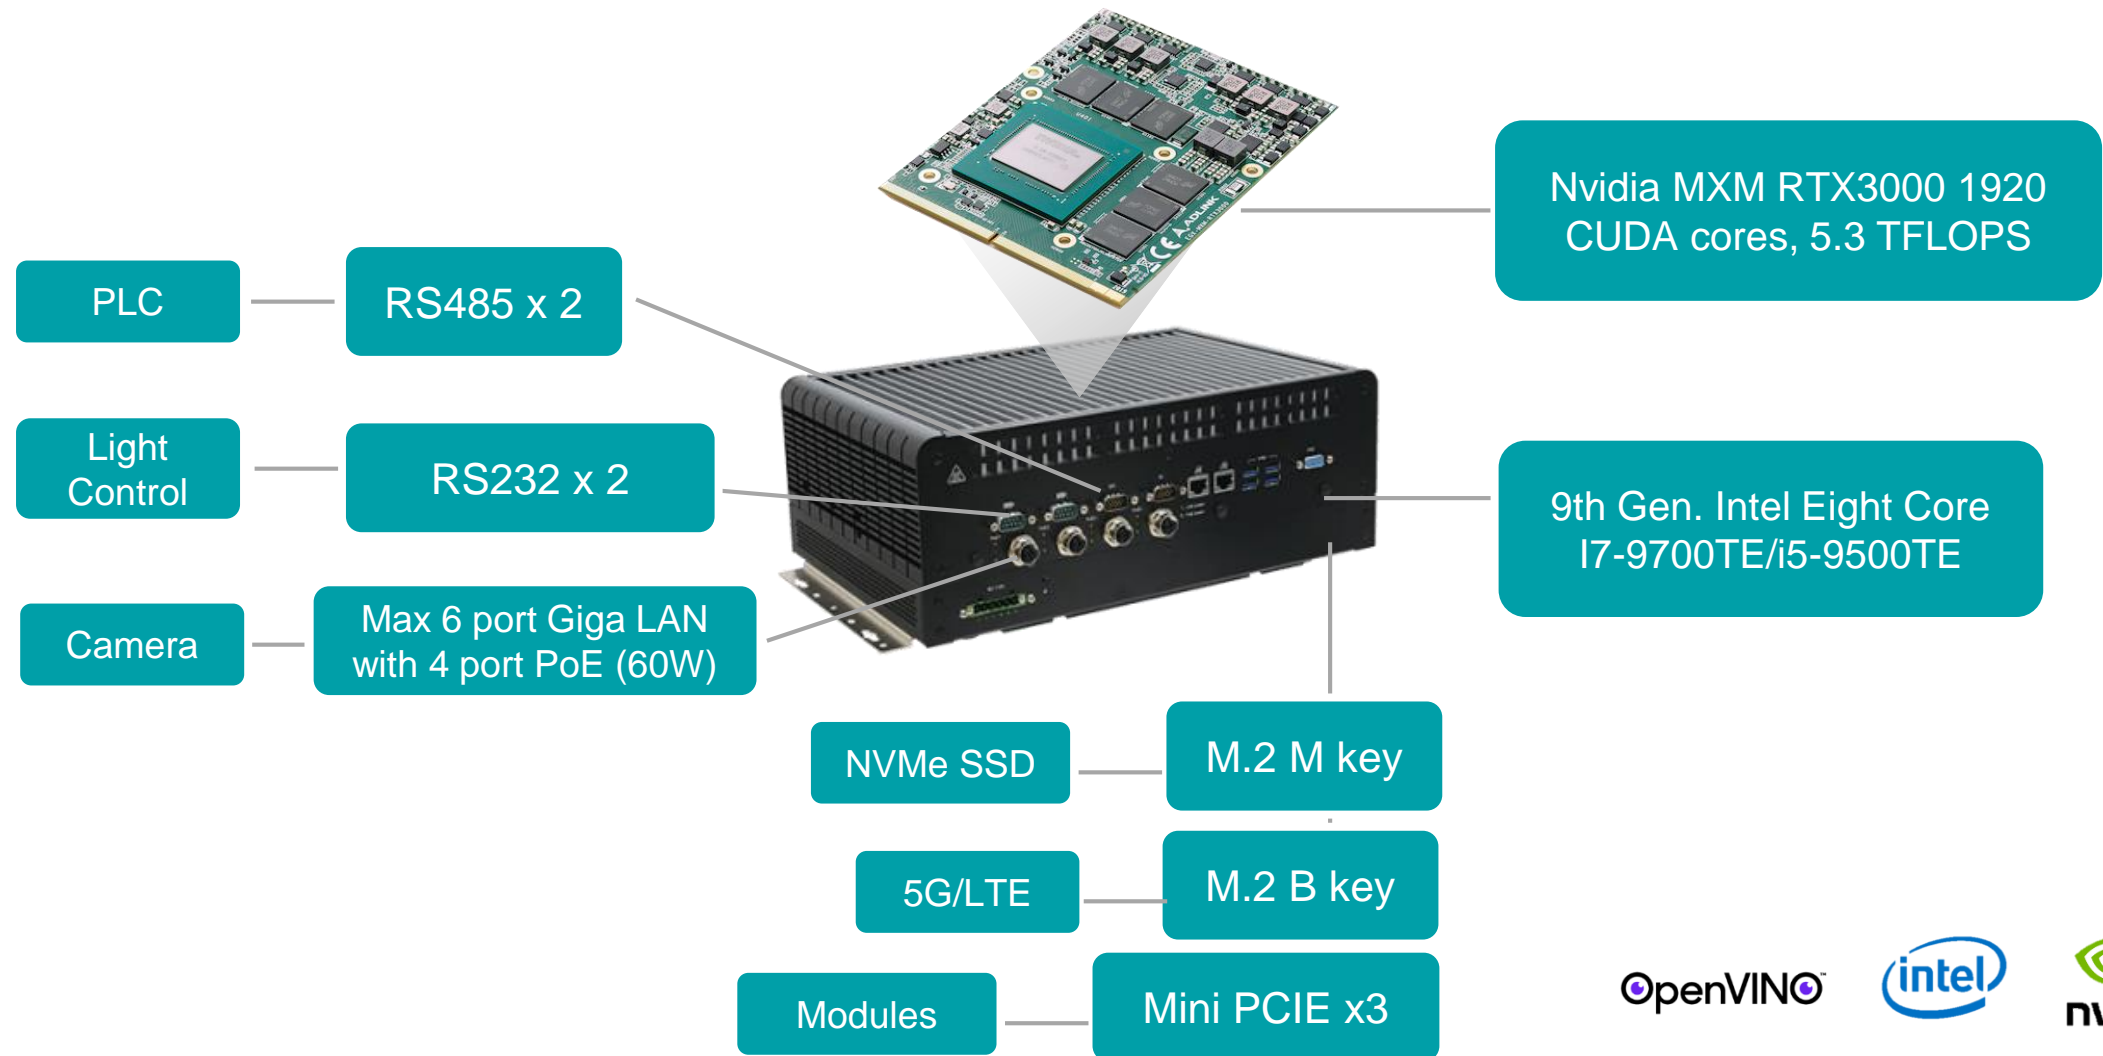 Nvidia MXM RTX3000 1920
CUDA cores, 5.3 TFLOPS
ADLINK
PLC
RS485 x 2
Light
Control
RS232 x 2
9th Gen. Intel Eight Core
I7-9700TE/i5-9500TE
Camera
Max 6 port Giga LAN
with 4 port PoE (60W)
NVMe SSD
M.2 M key
5G/LTE
M.2 B key
Modules
Mini PCIE x3
OpenVINO™
intel